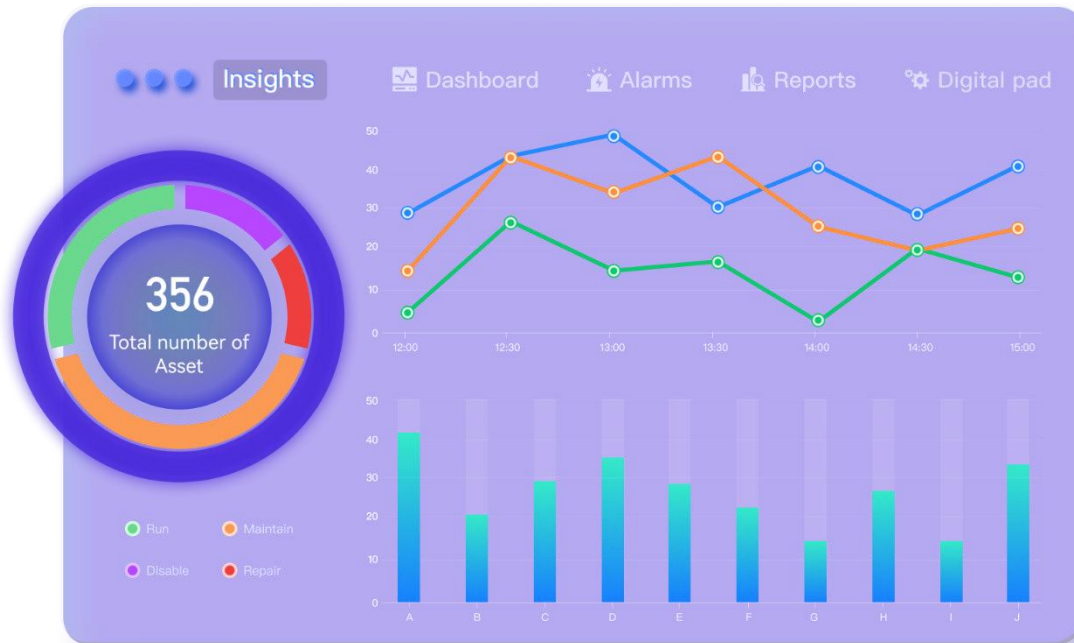 Insights
Dashboard
Alarms
Reports
Digital pad
356
Total number of
Asset
Run
Maintain
Disable
Repair
50
40
30
20
10
0
12:00
12:30
13:00
13:30
14:00
14:30
15:00
50
40
30
20
10
0
A
B
C
D
E
F
G
H
I
J